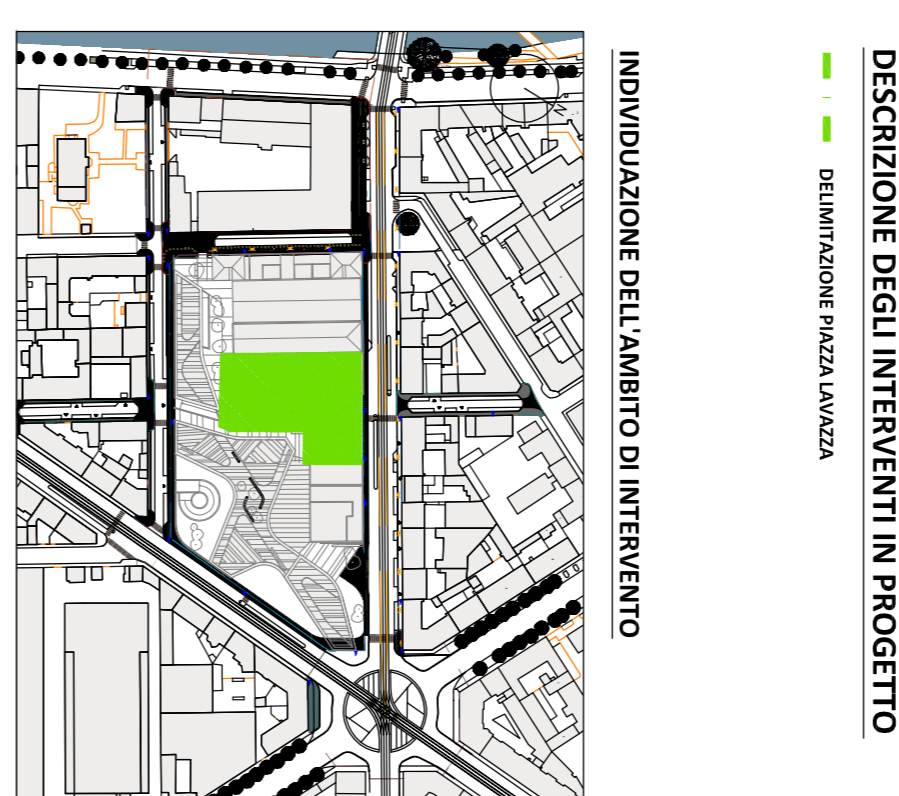 DESCRIZIONE DEGLI INTERVENTI IN PROGETTO
DELIMITAZIONE PIAZZA LAVAZZA
INDIVIDUAZIONE DELL'AMBITO DI INTERVENTO
N